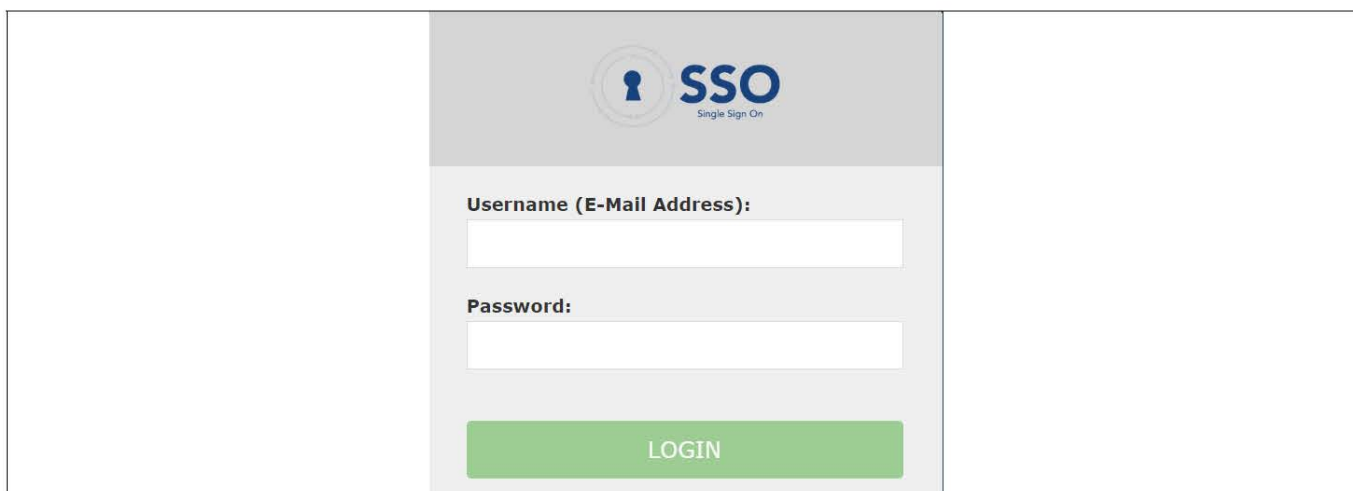 SSO
Single Sign On
Username (E-Mail Address):
Password:
LOGIN